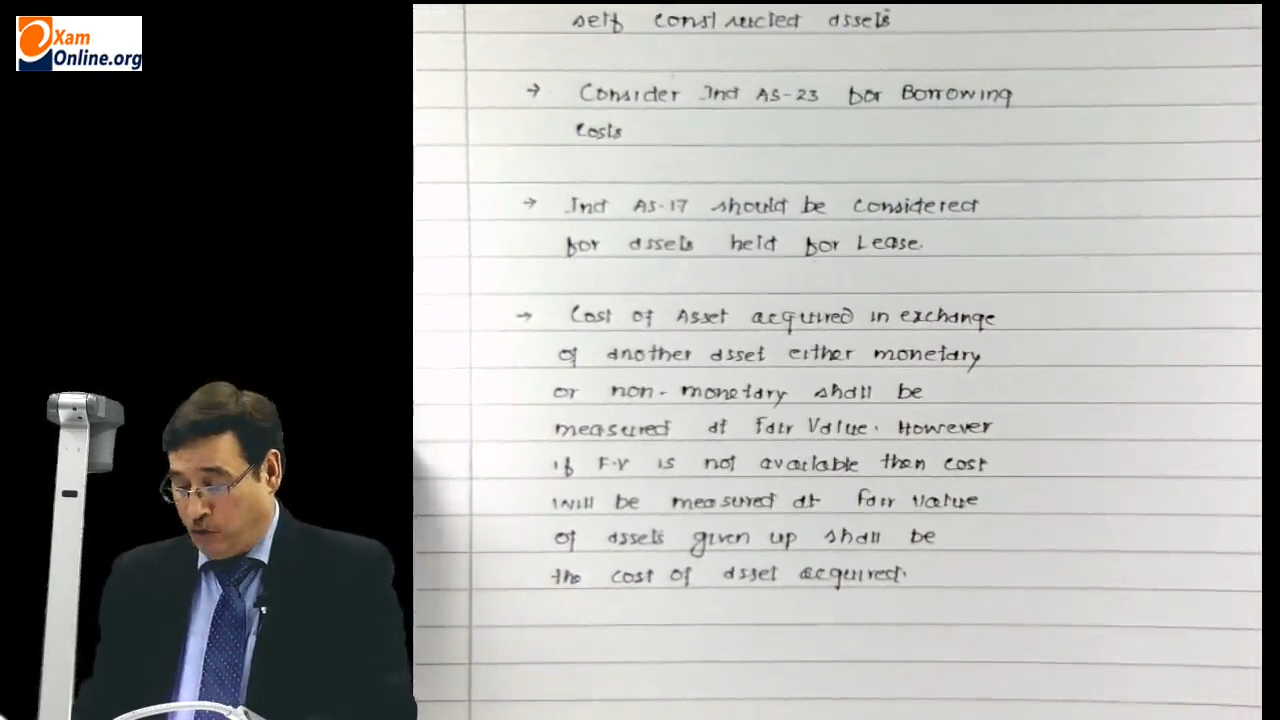 Xam
Online.org
self constructed assets
→ Consider Ind AS-23 for Borrowing
Costs
→ Ind AS-17 should be considered
for assets held for Lease.
→ Cost of Asset acquired in exchange
of another asset either monetary
or non-monetary shall be
measured at Fair Value. However
if F.V is not available then cost
will be measured at fair value
of assets given up shall be
the cost of asset acquired.